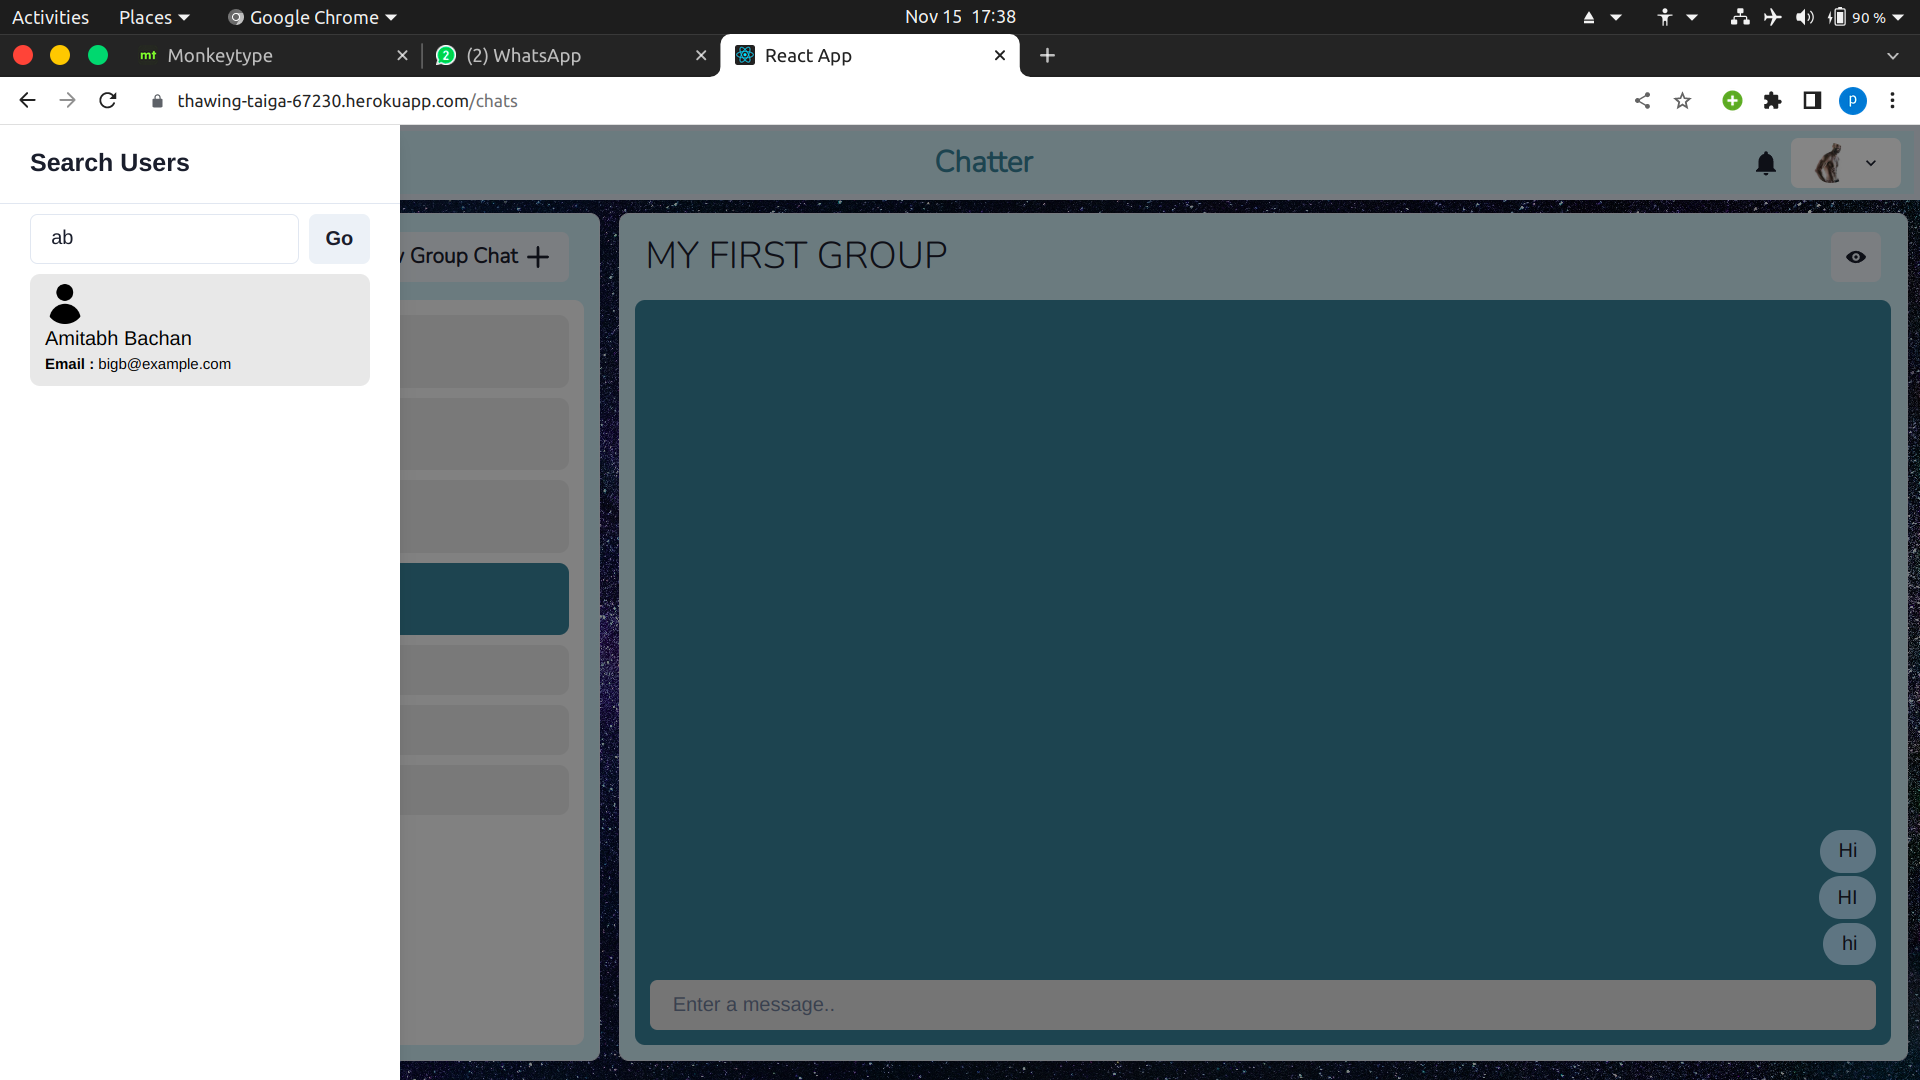 Activities Places Google Chrome Nov 15 17:38 90 %
mt Monkeytype 2 (2) WhatsApp React App
thawing-taiga-67230.herokuapp.com/chats p
Search Users
Chatter
ab
Go
Group Chat
MY FIRST GROUP
Amitabh Bachan
Email : bigb@example.com
Hi
HI
hi
Enter a message..